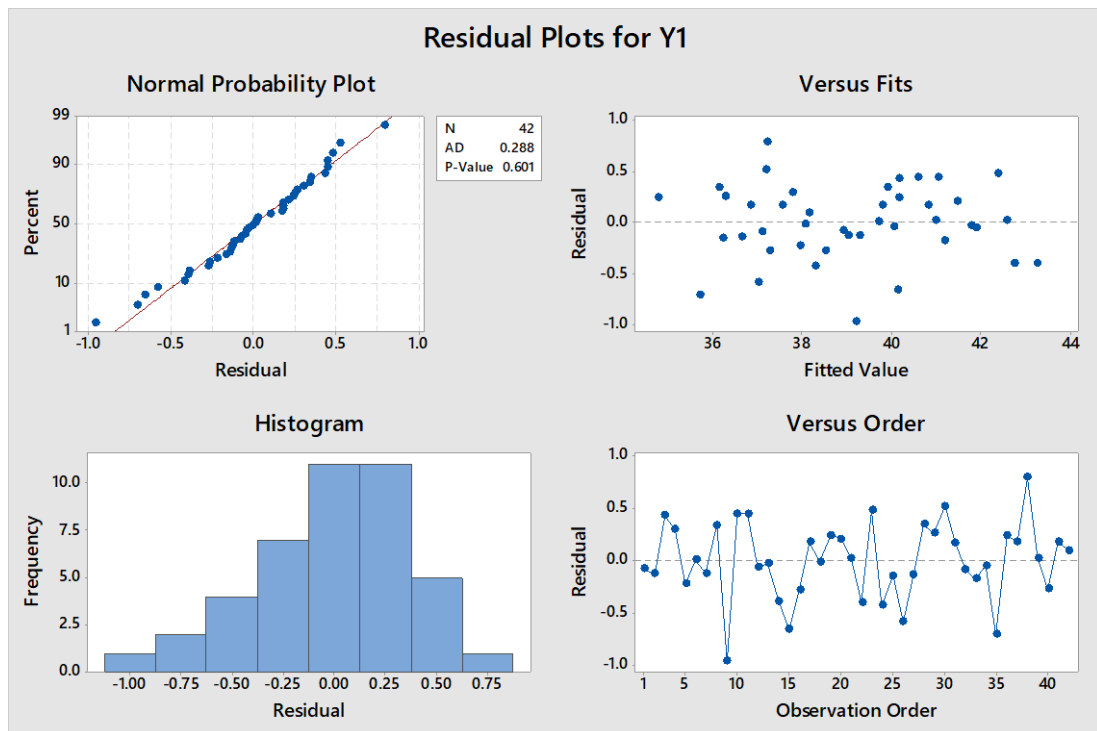 Residual Plots for Y1
Normal Probability Plot
99
90
50
10
1
Percent
-1.0 -0.5 0.0 0.5 1.0
Residual
N 42
AD 0.288
P-Value 0.601
Versus Fits
1.0
0.5
0.0
-0.5
-1.0
Residual
36 38 40 42 44
Fitted Value
Histogram
10.0
7.5
5.0
2.5
0.0
Frequency
-1.00 -0.75 -0.50 -0.25 0.00 0.25 0.50 0.75
Residual
Versus Order
1.0
0.5
0.0
-0.5
-1.0
Residual
1 5 10 15 20 25 30 35 40
Observation Order